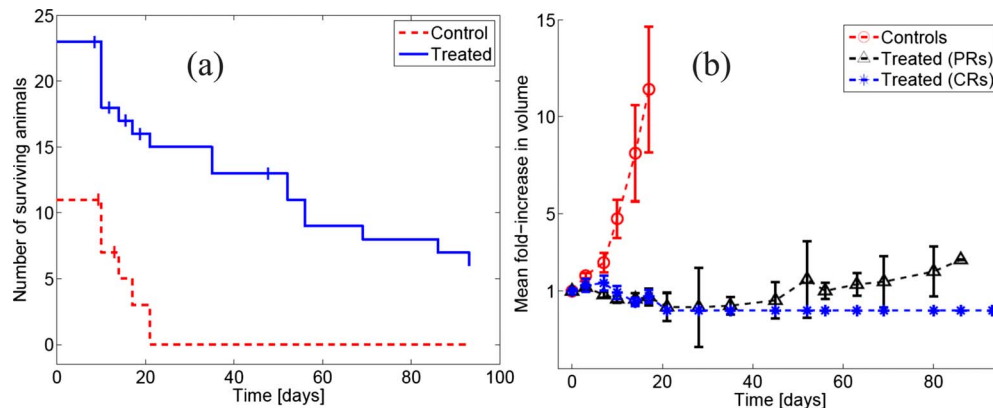 25
20
15
10
5
0
Number of surviving animals
(a)
Control
Treated
0 20 40 60 80 100
Time [days]
15
10
5
1
Mean fold-increase in volume
(b)
Controls
Treated (PRs)
Treated (CRs)
0 20 40 60 80
Time [days]